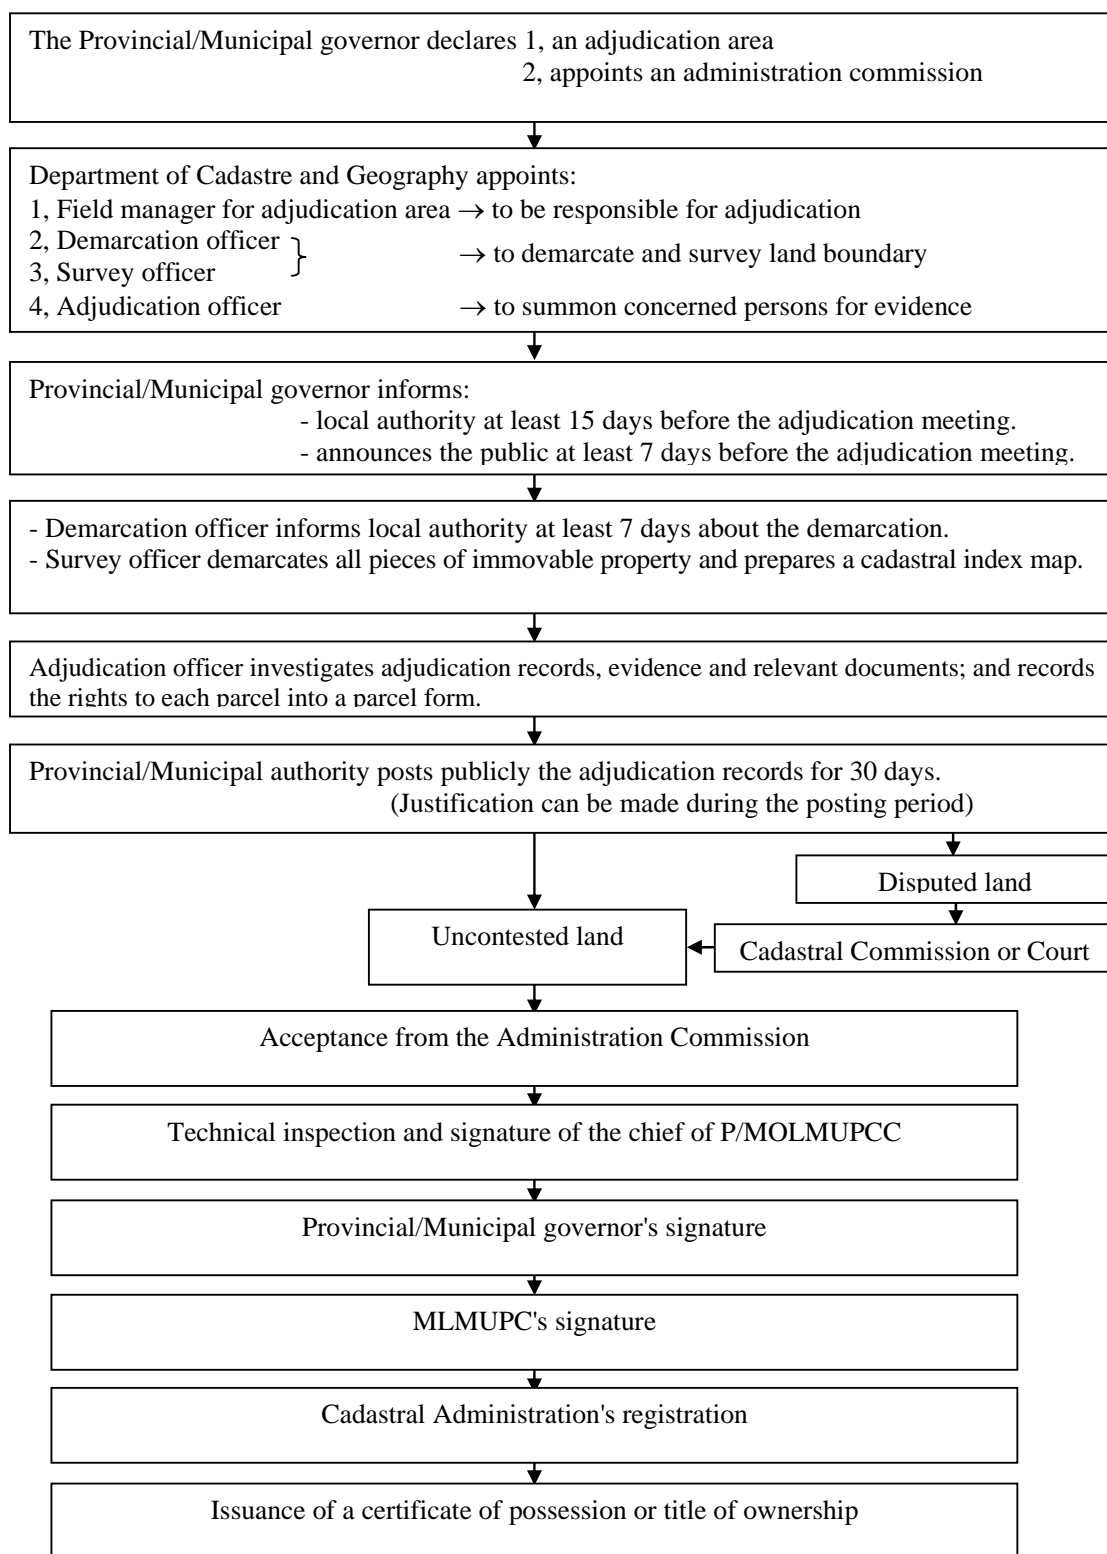 The Provincial/Municipal governor declares 1, an adjudication area
2, appoints an administration commission
Department of Cadastre and Geography appoints:
1, Field manager for adjudication area → to be responsible for adjudication
2, Demarcation officer
→ to demarcate and survey land boundary
3, Survey officer
4, Adjudication officer → to summon concerned persons for evidence
Provincial/Municipal governor informs:
- local authority at least 15 days before the adjudication meeting.
- announces the public at least 7 days before the adjudication meeting.
- Demarcation officer informs local authority at least 7 days about the demarcation.
- Survey officer demarcates all pieces of immovable property and prepares a cadastral index map.
Adjudication officer investigates adjudication records, evidence and relevant documents; and records
the rights to each parcel into a parcel form.
Provincial/Municipal authority posts publicly the adjudication records for 30 days.
(Justification can be made during the posting period)
Disputed land
Uncontested land
Cadastral Commission or Court
Acceptance from the Administration Commission
Technical inspection and signature of the chief of P/MOLMUPCC
Provincial/Municipal governor's signature
MLMUPC's signature
Cadastral Administration's registration
Issuance of a certificate of possession or title of ownership